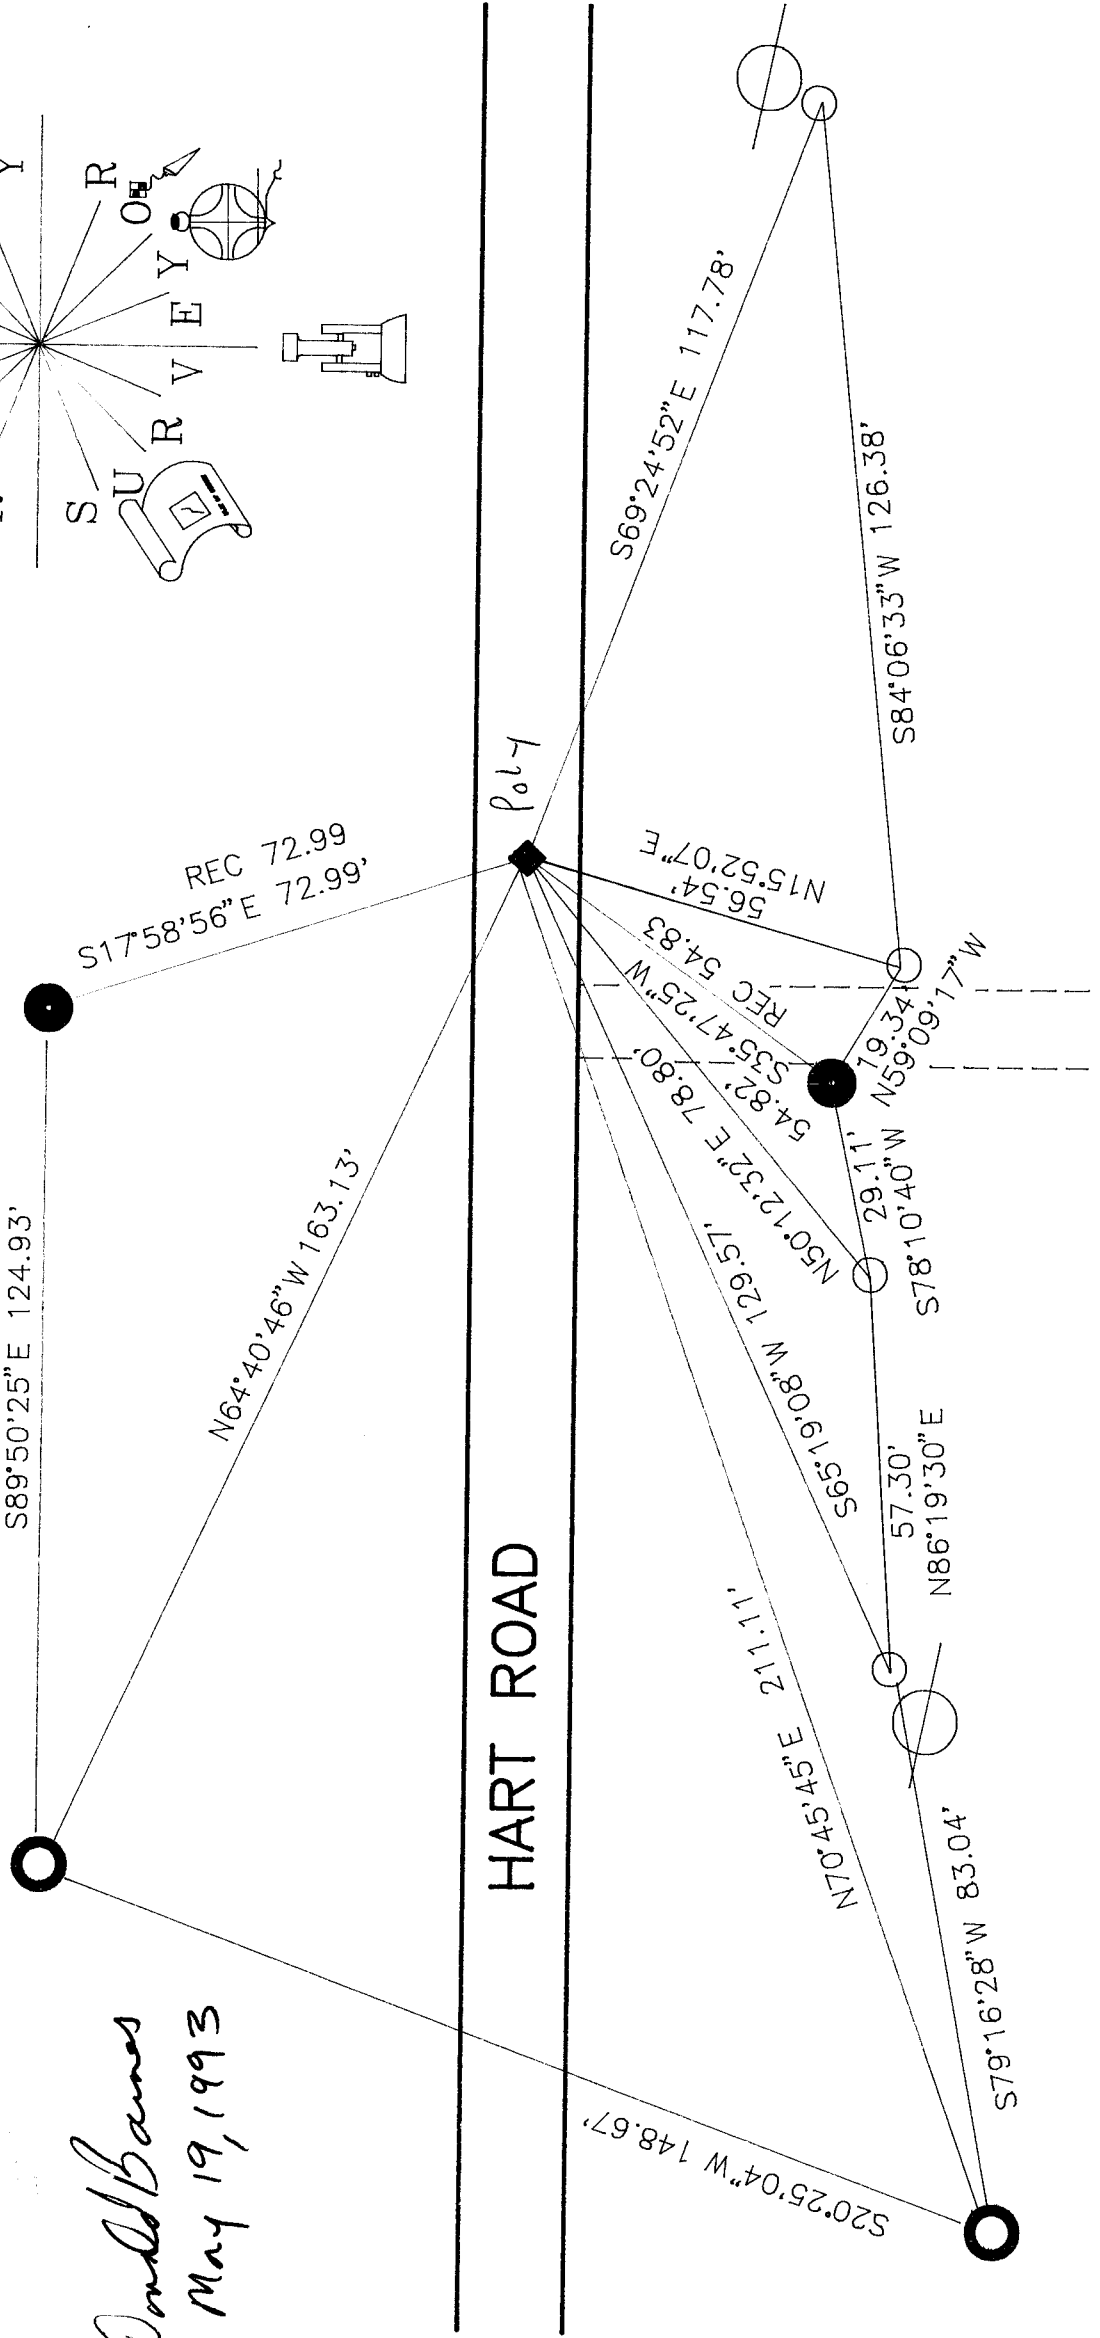 Donald Barnes
May 19, 1993
S U R V E Y O R
Y
S89°50'25"E 124.93'
REC 72.99
S17°58'56"E 72.99'
N64°40'46"W 163.13'
Poly
HART ROAD
S69°24'52"E 117.78'
S84°06'33"W 126.38'
N15°52'07"E
56.54'
REC 54.83
S35°47'25"W
54.82'
N50°12'32"E 78.80'
S65°19'08"W 129.57'
N70°45'45"E 211.11'
S20°25'04"W 148.67'
19.34'
N59°09'17"W
29.11'
S78°10'40"W
57.30'
N86°19'30"E
S79°16'28"W 83.04'